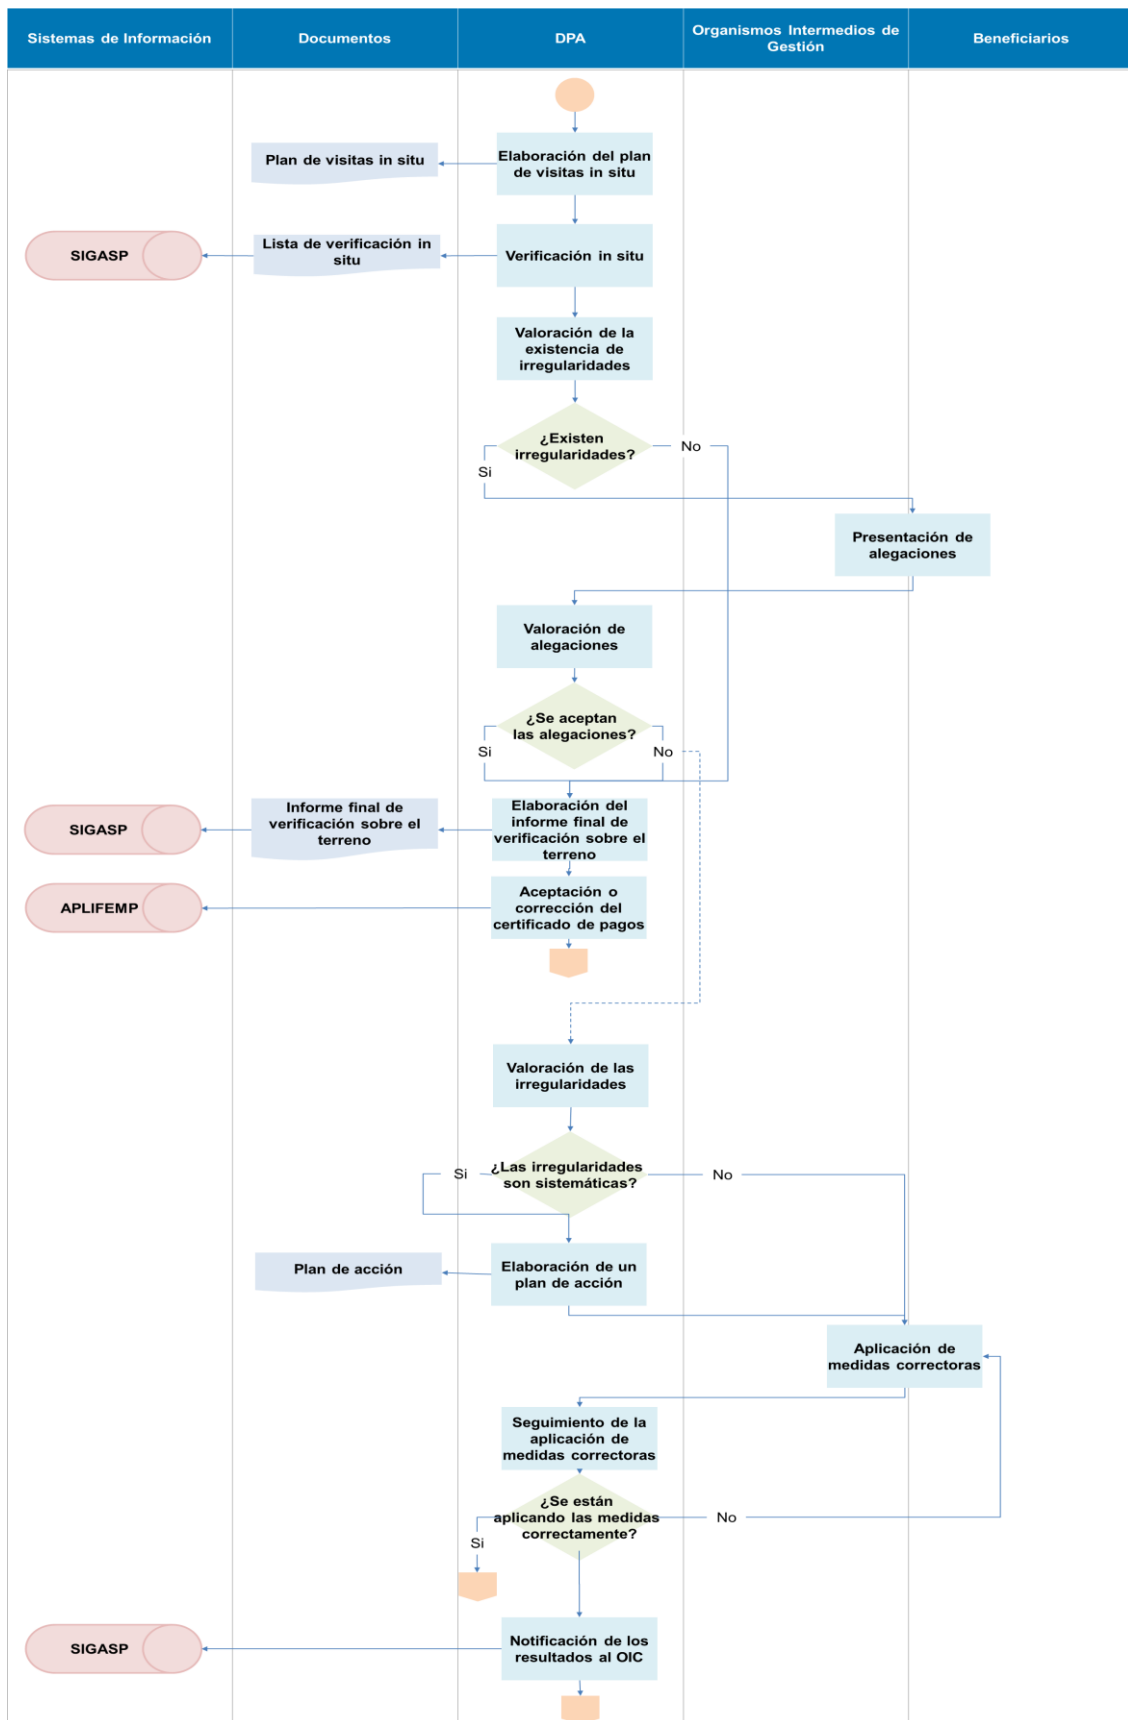 Sistemas de Información
Documentos
DPA
Organismos Intermedios de
Gestión
Beneficiarios
Plan de visitas in situ
Elaboración del plan
de visitas in situ
SIGASP
Lista de verificación in
situ
Verificación in situ
Valoración de la
existencia de
irregularidades
¿Existen
irregularidades?
No
Si
Presentación de
alegaciones
Valoración de
alegaciones
¿Se aceptan
las alegaciones?
Si
No
SIGASP
Informe final de
verificación sobre el
terreno
Elaboración del
informe final de
verificación sobre el
terreno
APLIFEMP
Aceptación o
corrección del
certificado de pagos
Valoración de las
irregularidades
Si
¿Las irregularidades
son sistemáticas?
No
Plan de acción
Elaboración de un
plan de acción
Aplicación de
medidas correctoras
Seguimiento de la
aplicación de
medidas correctoras
¿Se están
aplicando las medidas
correctamente?
No
Si
SIGASP
Notificación de los
resultados al OIC